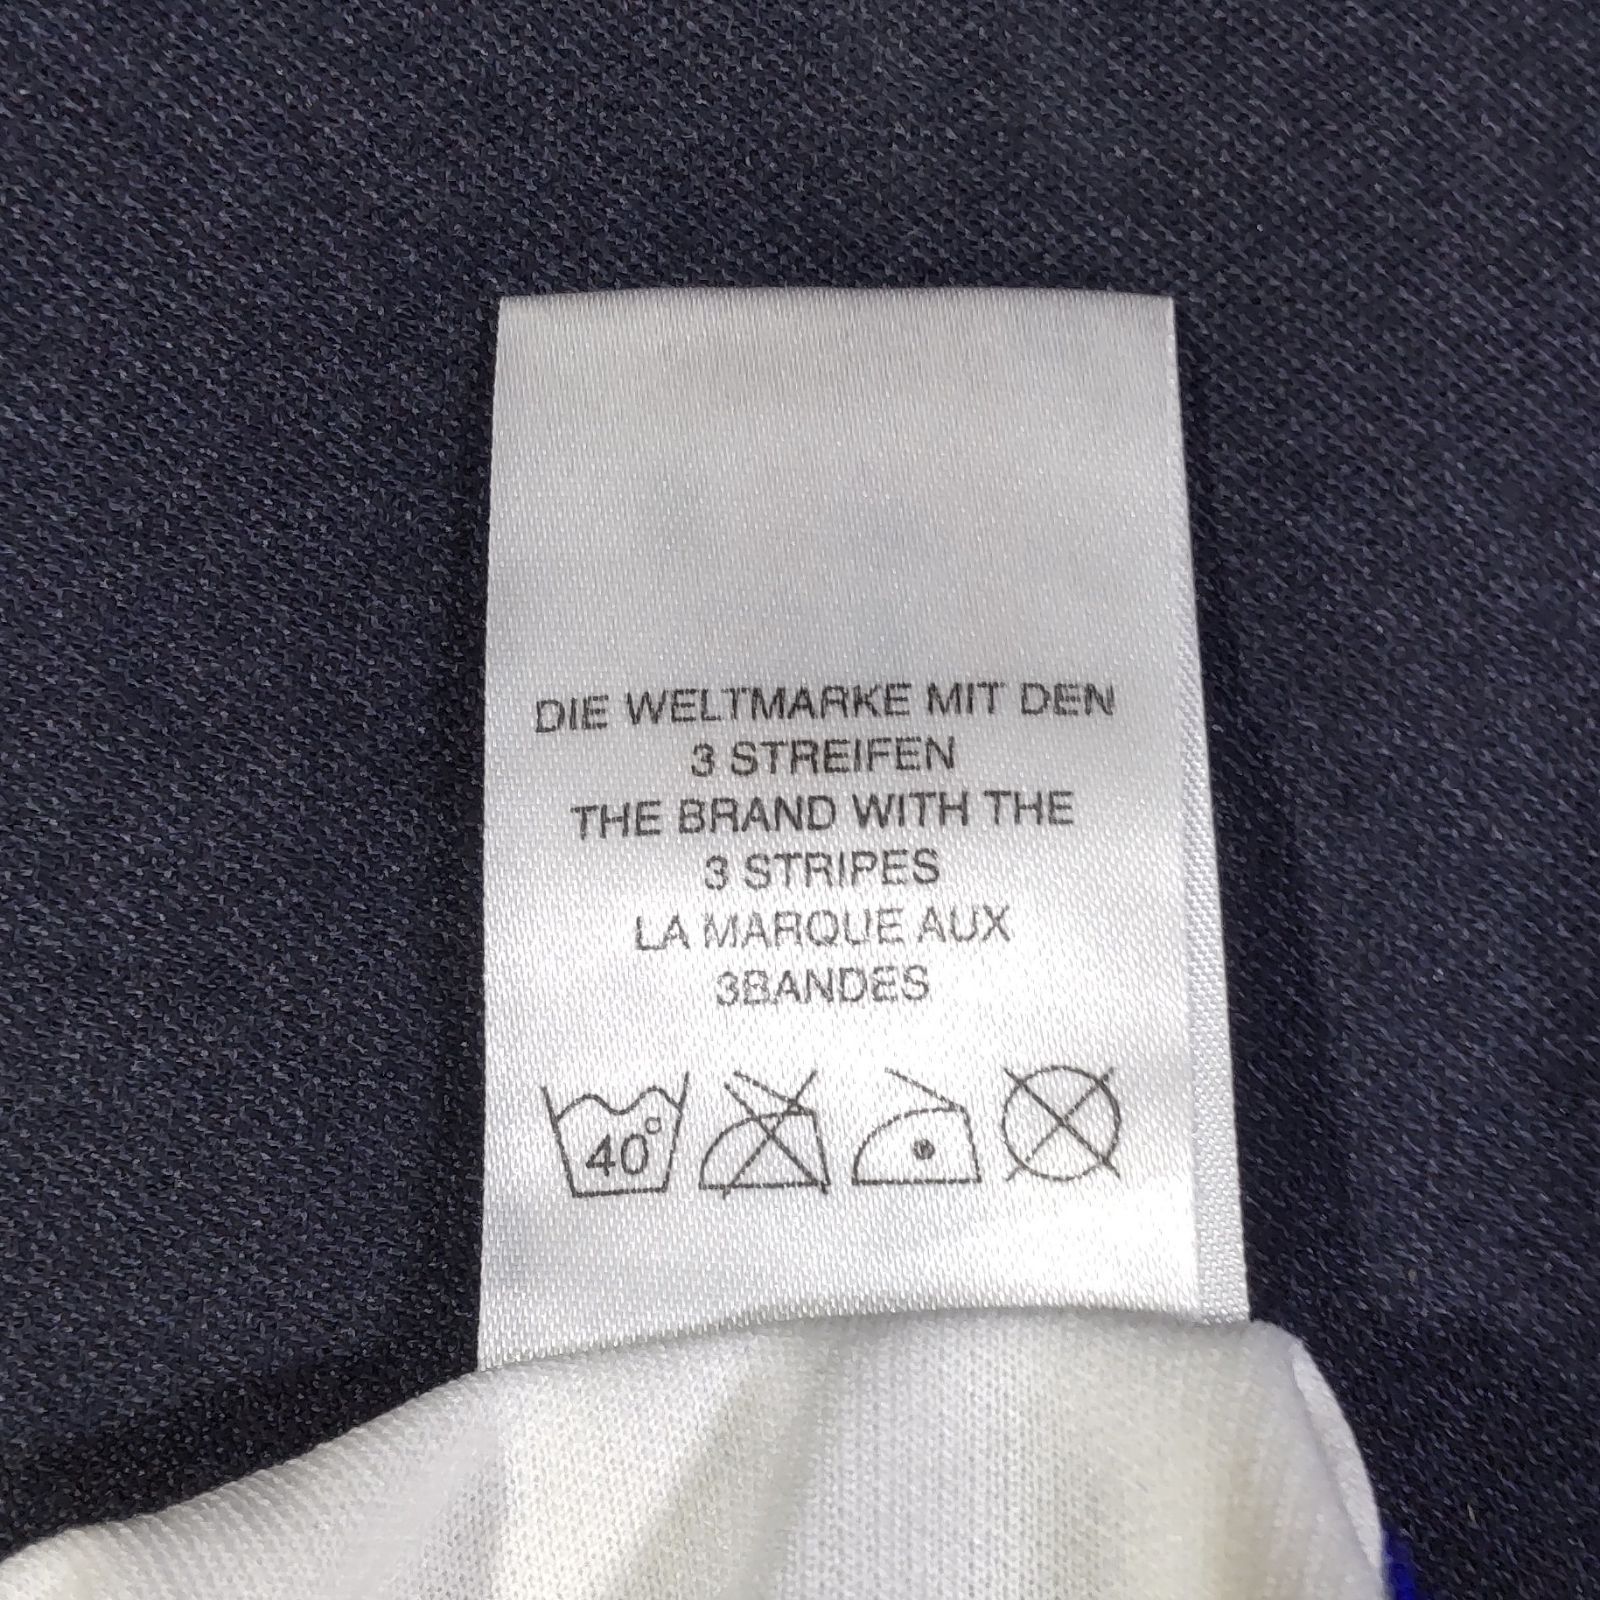 DIE WELTMARKE MIT DEN
3 STREIFEN
THE BRAND WITH THE
3 STRIPES
LA MARQUE AUX
3BANDES
40°